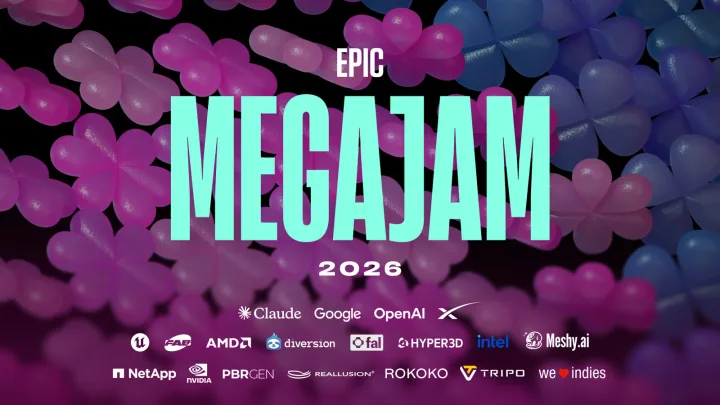 EPIC
MEGAJAM
2026
Claude Google OpenAI X
U FAB AMD diversion fal HYPER3D intel Meshy.ai
NetApp NVIDIA PBRGEN REALLUSION® ROKOKO TRIPO we indies